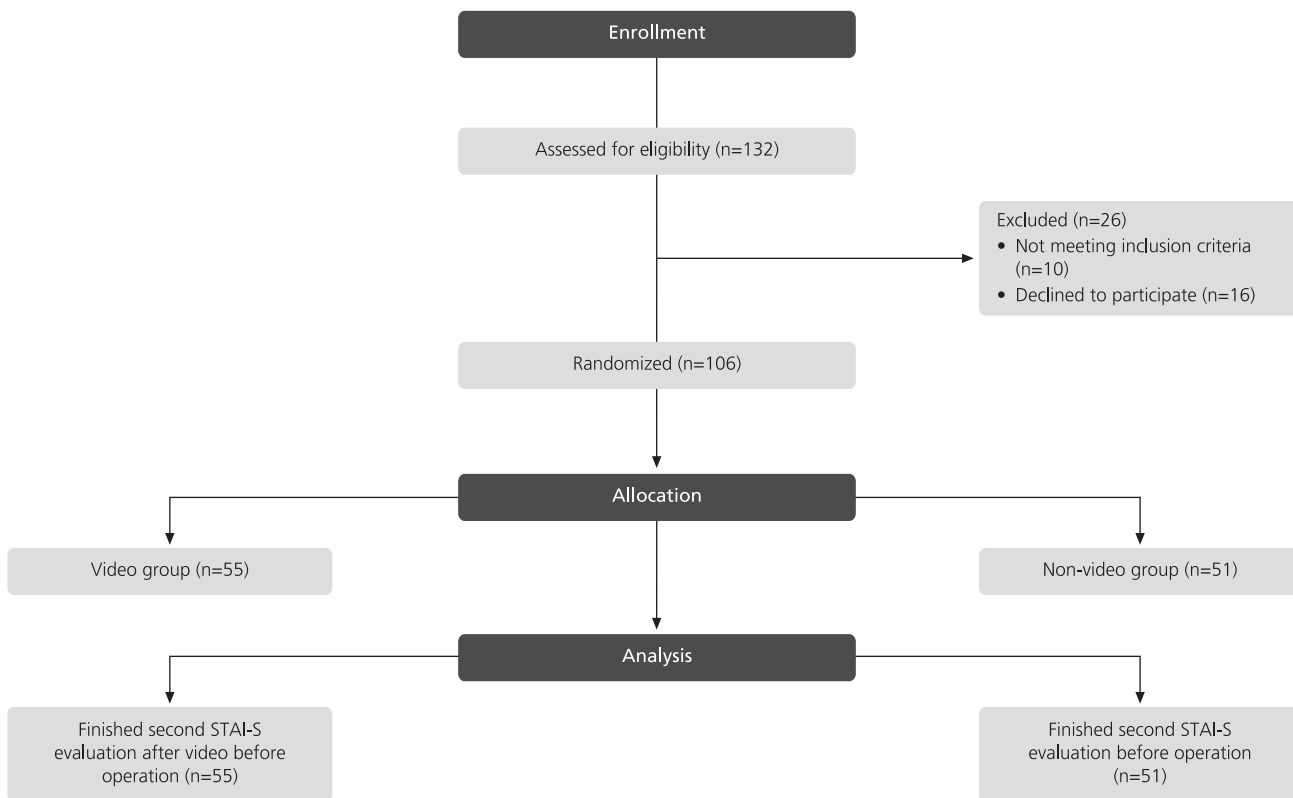 Enrollment
Assessed for eligibility (n=132)
Excluded (n=26)
• Not meeting inclusion criteria
(n=10)
• Declined to participate (n=16)
Randomized (n=106)
Allocation
Video group (n=55)
Non-video group (n=51)
Analysis
Finished second STAI-S
evaluation after video before
operation (n=55)
Finished second STAI-S
evaluation before operation
(n=51)